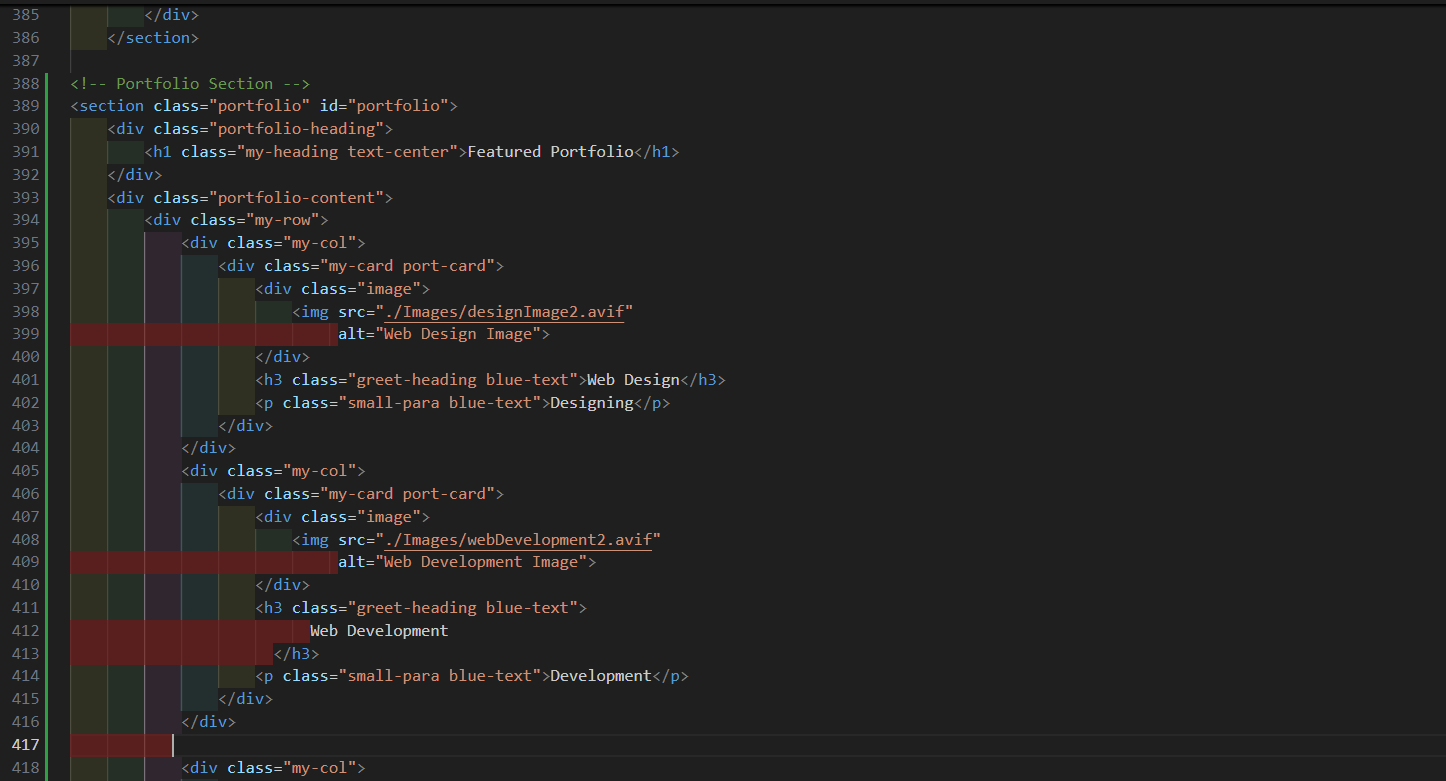 385 </div>
386 </section>
387
388 <!-- Portfolio Section -->
389 <section class="portfolio" id="portfolio">
390 <div class="portfolio-heading">
391 <h1 class="my-heading text-center">Featured Portfolio</h1>
392 </div>
393 <div class="portfolio-content">
394 <div class="my-row">
395 <div class="my-col">
396 <div class="my-card port-card">
397 <div class="image">
398 <img src="./Images/designImage2.avif"
399 alt="Web Design Image">
400 </div>
401 <h3 class="greet-heading blue-text">Web Design</h3>
402 <p class="small-para blue-text">Designing</p>
403 </div>
404 </div>
405 <div class="my-col">
406 <div class="my-card port-card">
407 <div class="image">
408 <img src="./Images/webDevelopment2.avif"
409 alt="Web Development Image">
410 </div>
411 <h3 class="greet-heading blue-text">
412 Web Development
413 </h3>
414 <p class="small-para blue-text">Development</p>
415 </div>
416 </div>
417
418 <div class="my-col">